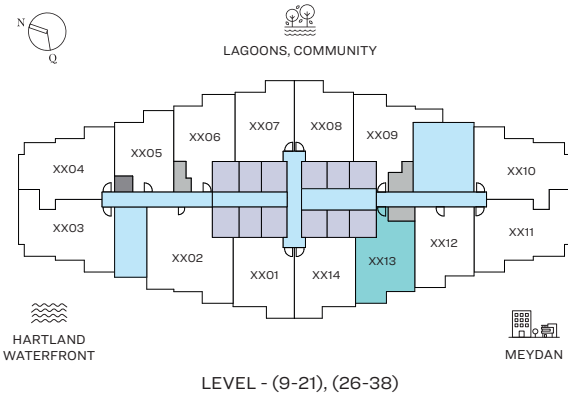 N
Q
LAGOONS, COMMUNITY
XX07
XX08
XX06
XX09
XX05
XX04
XX10
XX03
XX11
XX02
XX12
XX13
XX01
XX14
HARTLAND
WATERFRONT
MEYDAN
LEVEL - (9-21), (26-38)